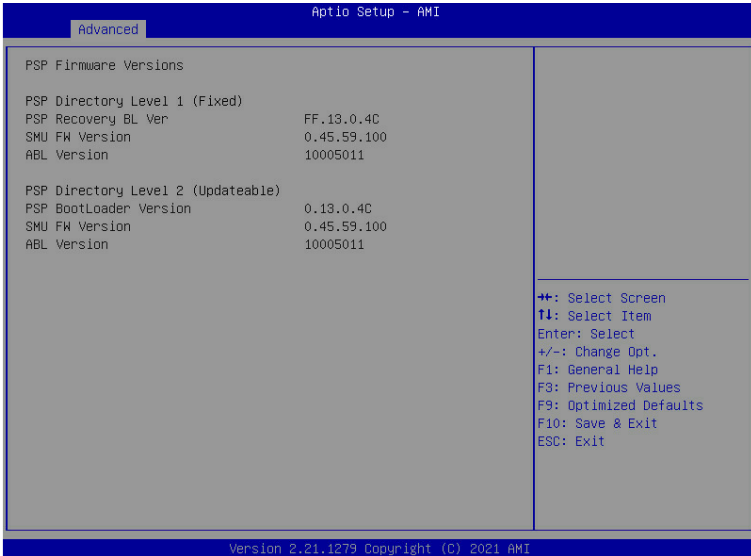 Aptio Setup – AMI
Advanced
PSP Firmware Versions
PSP Directory Level 1 (Fixed)
PSP Recovery BL Ver FF.13.0.4C
SMU FW Version 0.45.59.100
ABL Version 10005011
PSP Directory Level 2 (Updateable)
PSP BootLoader Version 0.13.0.4C
SMU FW Version 0.45.59.100
ABL Version 10005011
→←: Select Screen
↑↓: Select Item
Enter: Select
+/-: Change Opt.
F1: General Help
F3: Previous Values
F9: Optimized Defaults
F10: Save & Exit
ESC: Exit
Version 2.21.1279 Copyright (C) 2021 AMI